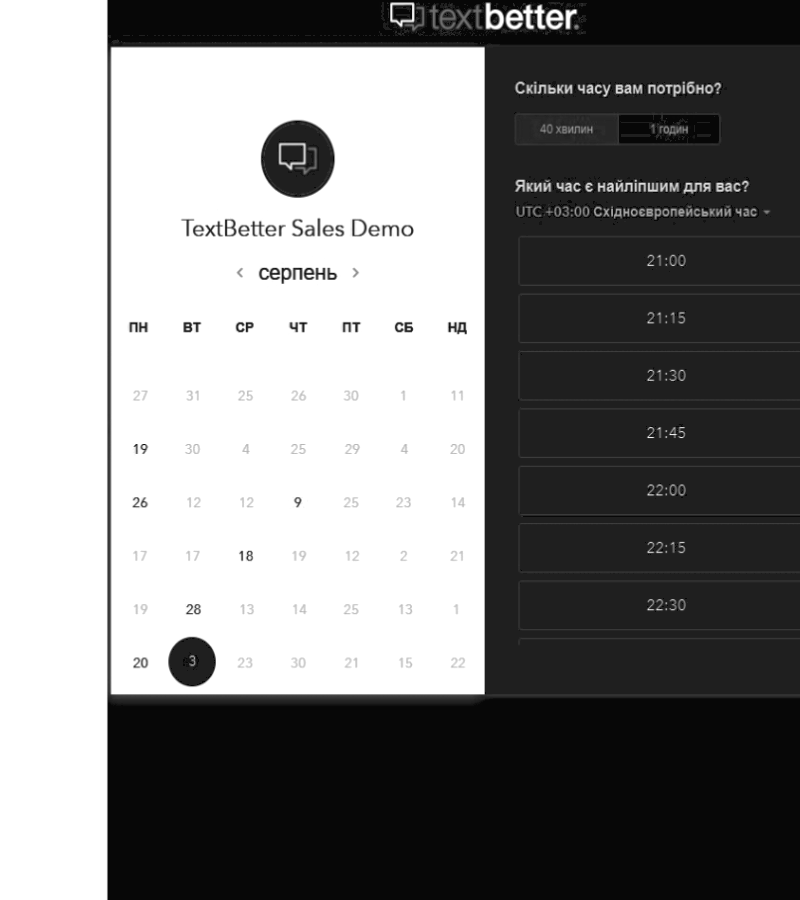 textbetter.
TextBetter Sales Demo
серпень
ПН ВТ СР ЧТ ПТ СБ НД
27 31 25 26 30 1 11
19 30 4 25 29 4 20
26 12 12 9 25 23 14
17 17 18 19 12 2 21
19 28 13 14 25 13 1
20 3 23 30 21 15 22
Скільки часу вам потрібно?
40 хвилин 1 годин
Який час є найліпшим для вас?
UTC +03:00 Східноєвропейський час
21:00
21:15
21:30
21:45
22:00
22:15
22:30